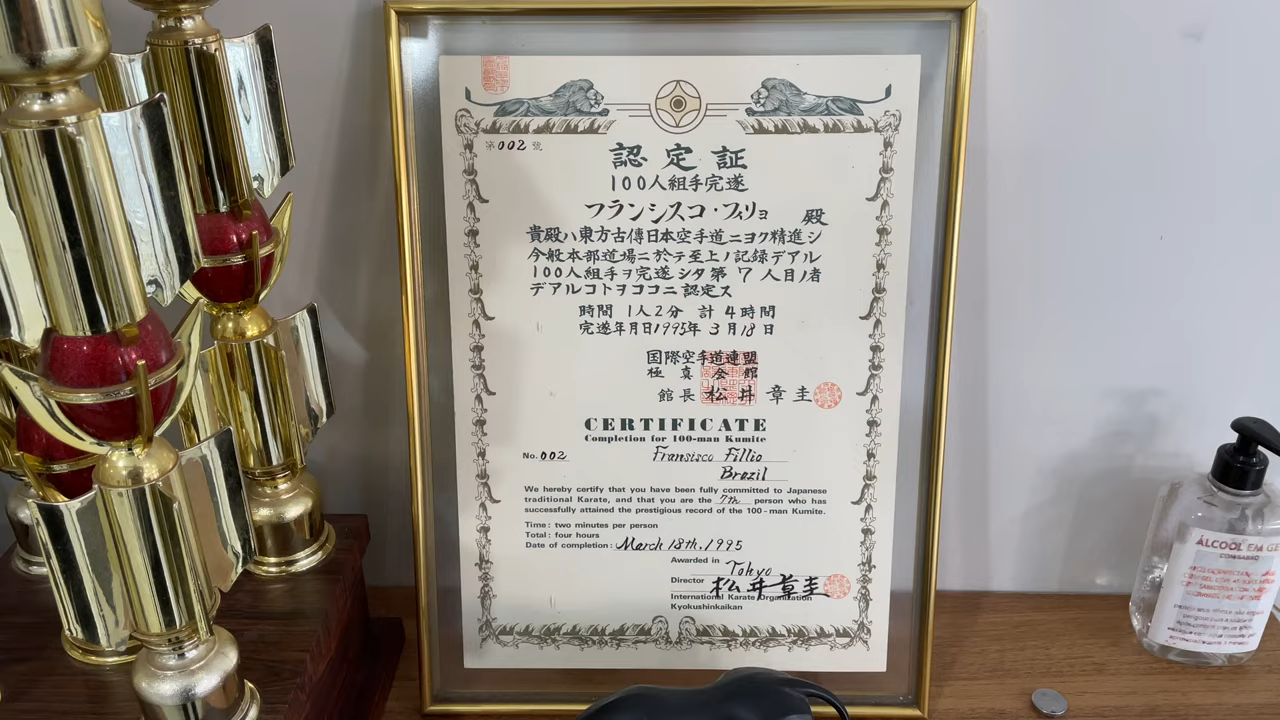 第002號
認定証
100人組手完遂
フランシスコ・フィリョ 殿
貴殿ハ東方古傳日本空手道ニヨク精進シ
今般本部道場ニ於テ至上ノ記録デアル
100人組手ヲ完遂シタ第7人目ノ者
デアルコトヲココニ認定ス
時間 1人2分 計4時間
完遂年月日1995年3月18日
国際空手道連盟
極真会館
館長 松井章圭
CERTIFICATE
Completion for 100-man Kumite
No. 002 Fransisco Fillio
Brazil
We hereby certify that you have been fully committed to Japanese
traditional Karate, and that you are the 7th person who has
successfully attained the prestigious record of the 100-man Kumite.
Time: two minutes per person
Total: four hours
Date of completion: March 18th, 1995
Awarded in Tokyo
Director 松井章圭
International Karate Organization
Kyokushinkaikan
ÁLCOOL EM GE